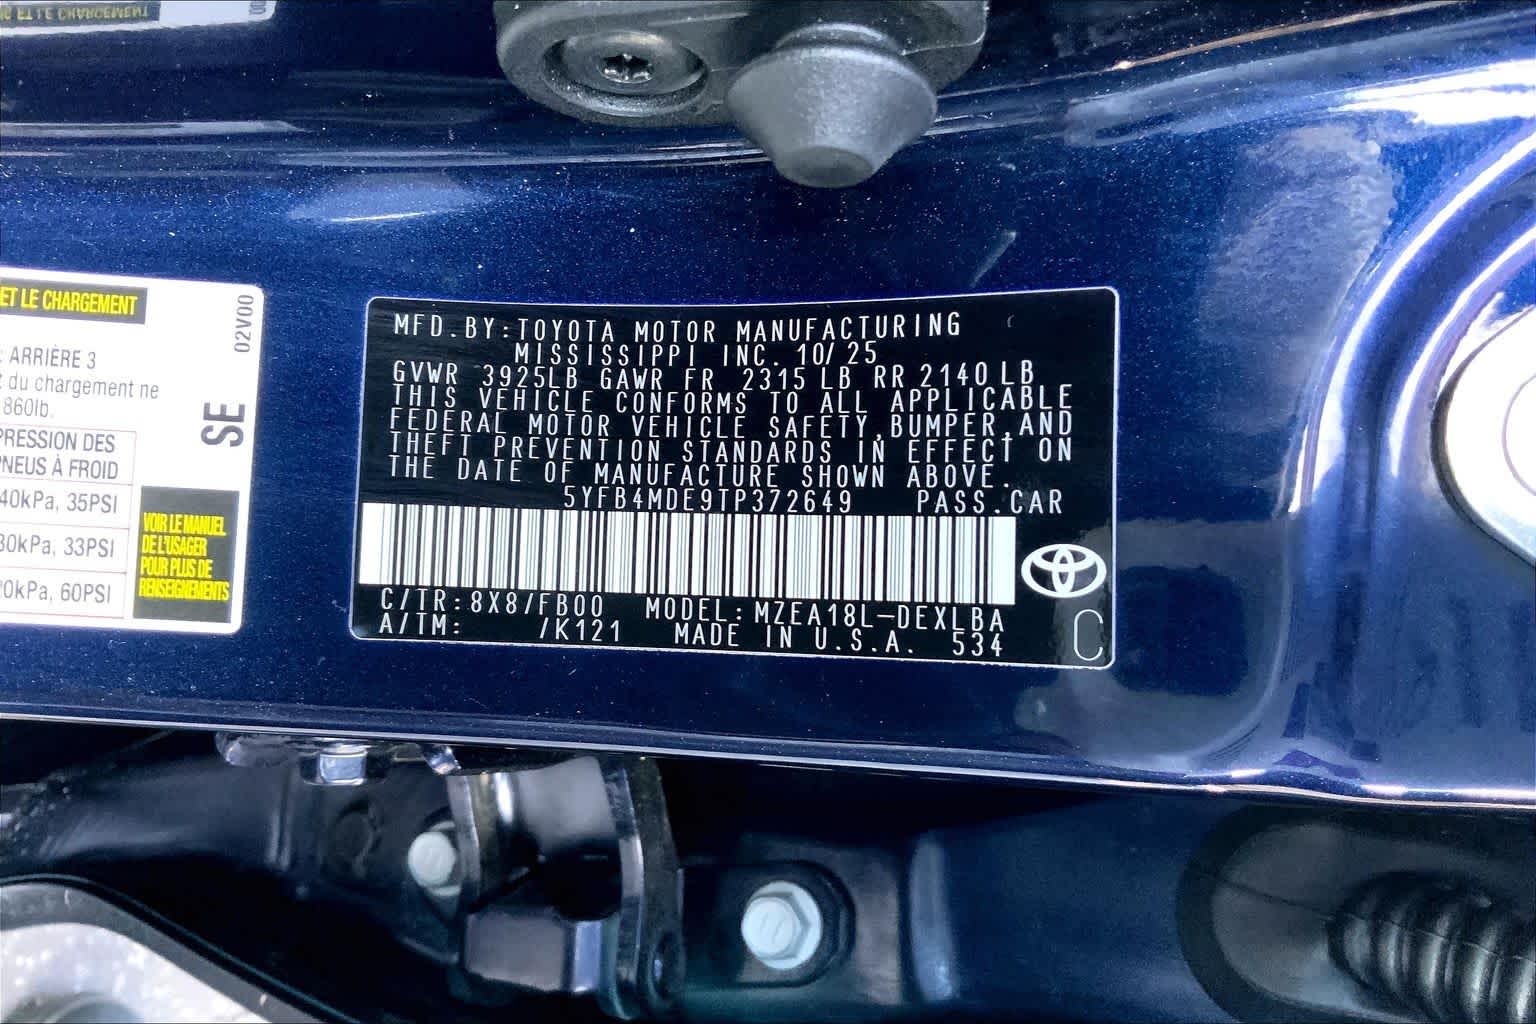 ET LE CHARGEMENT
02V00
ARRIÈRE 3
du chargement ne
860lb.
SE
PRESSION DES
PNEUS À FROID
40kPa, 35PSI
30kPa, 33PSI
20kPa, 60PSI
VOIR LE MANUEL
DE L'USAGER
POUR PLUS DE
RENSEIGNEMENTS
MFD.BY:TOYOTA MOTOR MANUFACTURING
MISSISSIPPI INC. 10/25
GVWR 3925LB GAWR FR 2315 LB RR 2140 LB
THIS VEHICLE CONFORMS TO ALL APPLICABLE
FEDERAL MOTOR VEHICLE SAFETY,BUMPER,AND
THEFT PREVENTION STANDARDS IN EFFECT ON
THE DATE OF MANUFACTURE SHOWN ABOVE.
5YFB4MDE9TP372649 PASS.CAR
C/TR:8X8/FB00 MODEL:MZEA18L-DEXLBA
A/TM: /K121 MADE IN U.S.A. 534
C